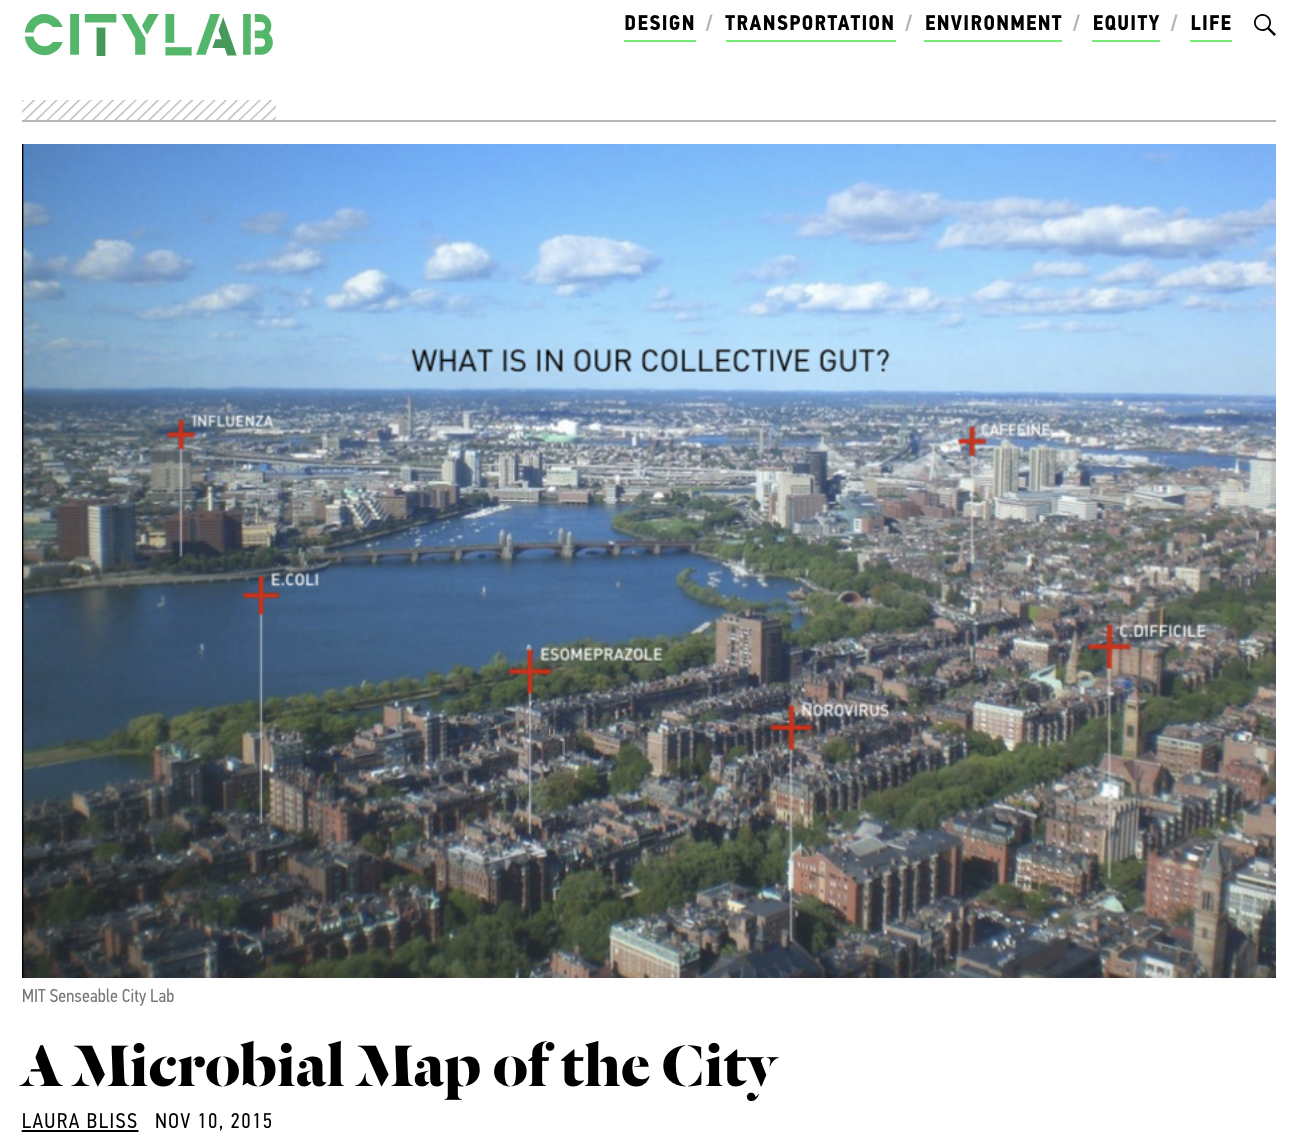 CITYLAB
DESIGN / TRANSPORTATION / ENVIRONMENT / EQUITY / LIFE
WHAT IS IN OUR COLLECTIVE GUT?
INFLUENZA
CAFFEINE
E.COLI
C.DIFFICILE
ESOMEPRAZOLE
NOROVIRUS
MIT Senseable City Lab
A Microbial Map of the City
LAURA BLISS NOV 10, 2015